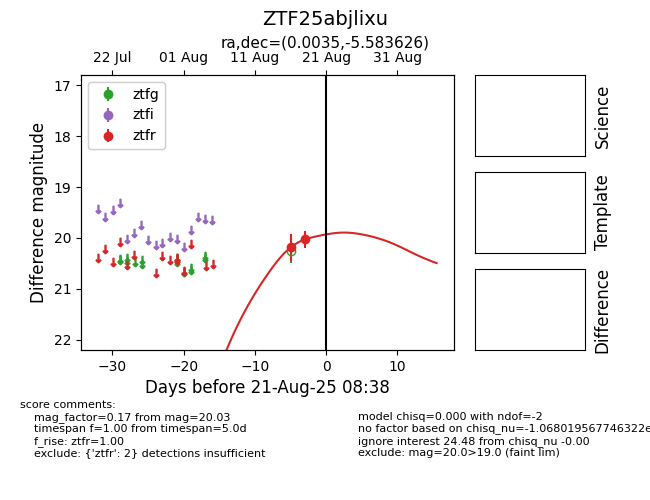 ZTF25abjlixu
ra,dec=(0.0035,-5.583626)
22 Jul 01 Aug 11 Aug 21 Aug 31 Aug
ztfg
ztfi
ztfr
17
18
19
20
21
22
Difference magnitude
−30 −20 −10 0 10
Days before 21-Aug-25 08:38
Science
Template
Difference
score comments:
mag_factor=0.17 from mag=20.03
timespan f=1.00 from timespan=5.0d
f_rise: ztfr=1.00
exclude: {'ztfr': 2} detections insufficient
model chisq=0.000 with ndof=-2
no factor based on chisq_nu=-1.068019567746322e
ignore interest 24.48 from chisq_nu -0.00
exclude: mag=20.0>19.0 (faint lim)